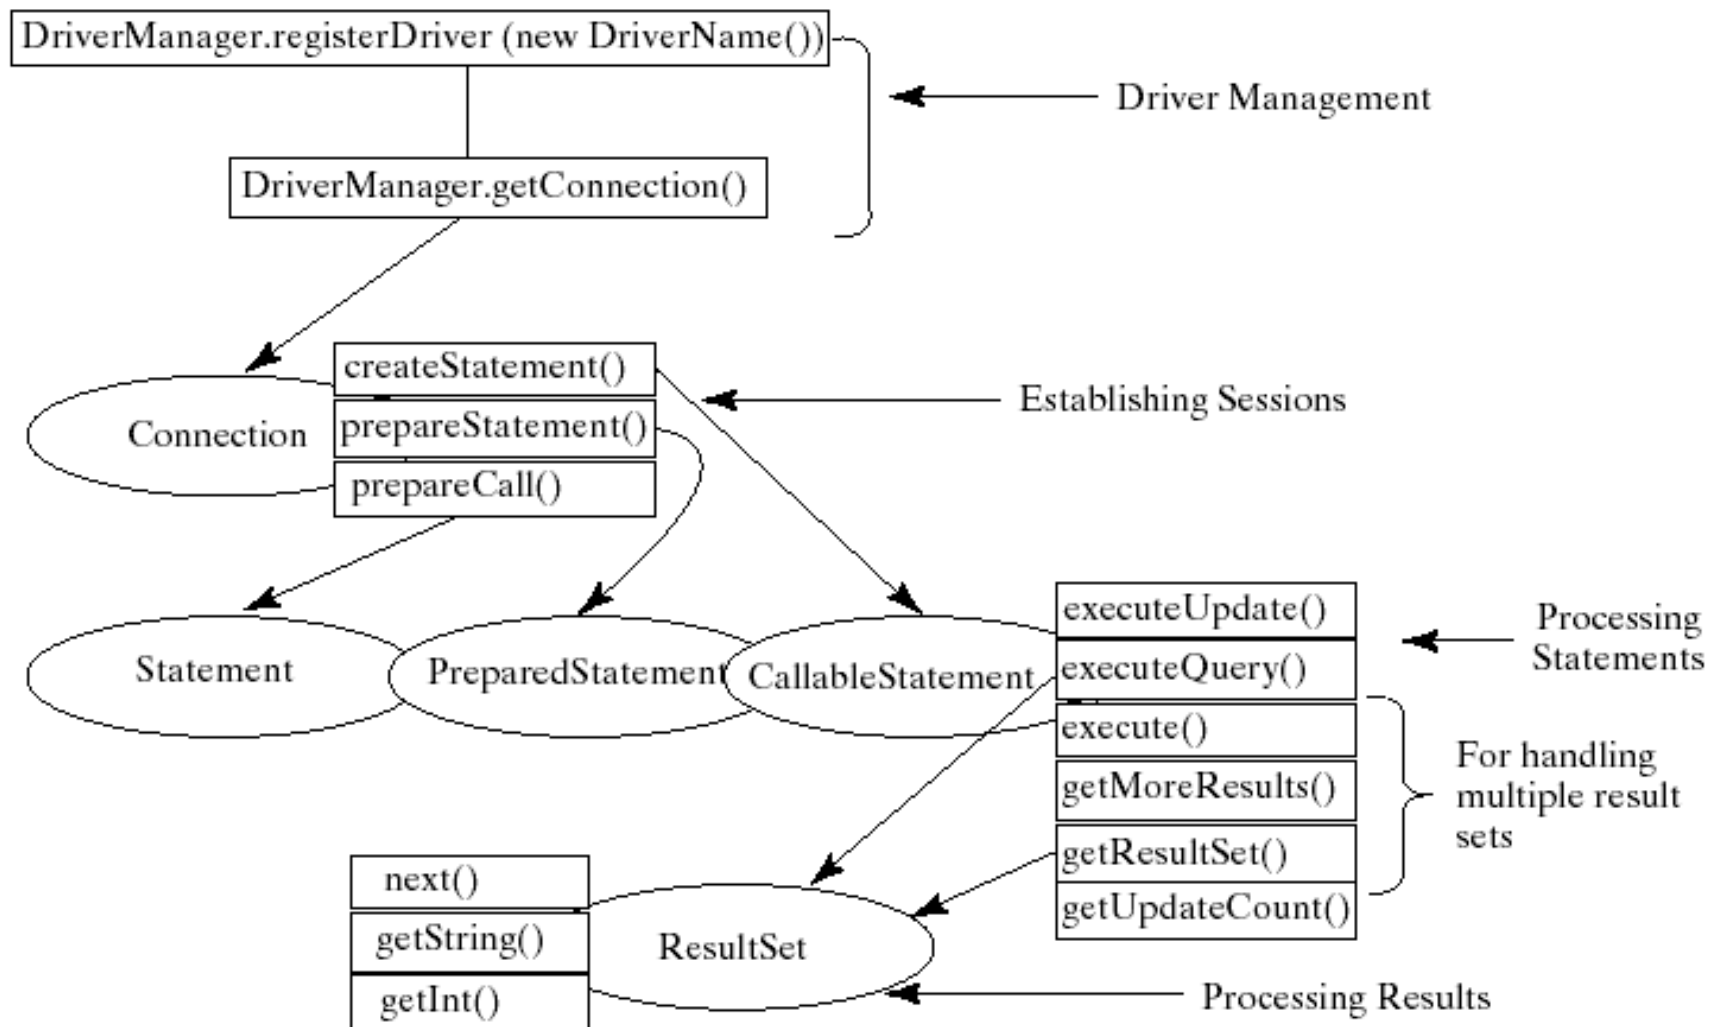 DriverManager.registerDriver (new DriverName())
Driver Management
DriverManager.getConnection()
createStatement()
Establishing Sessions
Connection
prepareStatement()
prepareCall()
executeUpdate()
Processing
Statements
Statement
PreparedStatement
CallableStatement
executeQuery()
execute()
For handling
multiple result
sets
getMoreResults()
getResultSet()
getUpdateCount()
next()
getString()
ResultSet
getInt()
Processing Results